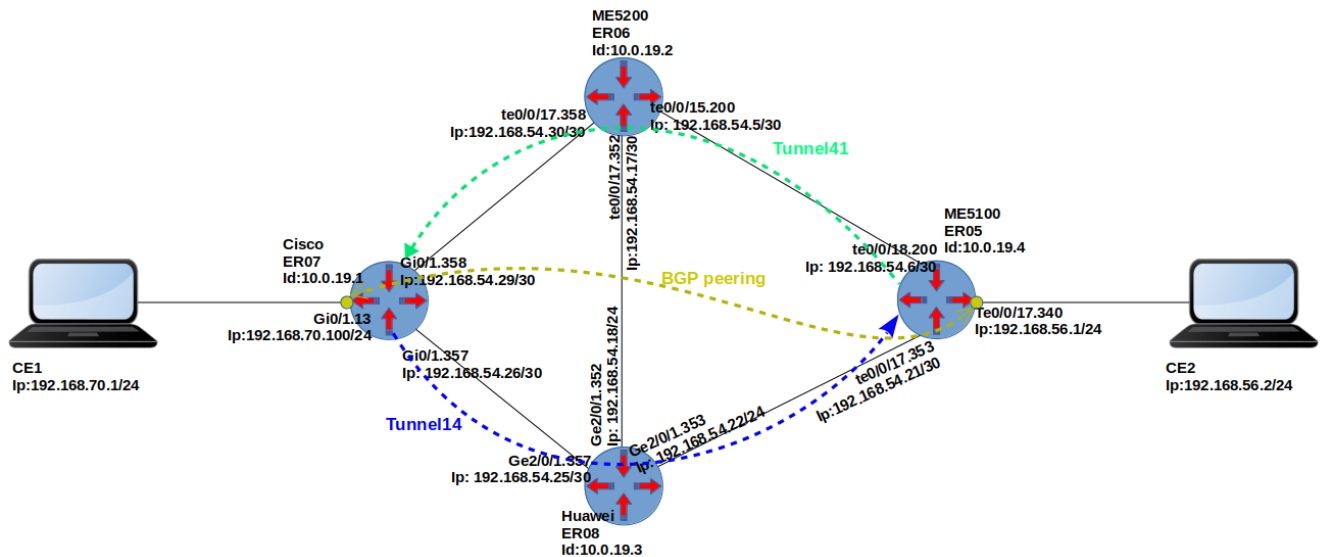 ME5200
ER06
Id:10.0.19.2
te0/0/17.358
Ip:192.168.54.30/30
te0/0/15.200
Ip: 192.168.54.5/30
Tunnel41
te0/0/17.352
Ip:192.168.54.17/30
ME5100
ER05
Id:10.0.19.4
te0/0/18.200
Ip: 192.168.54.6/30
Cisco
ER07
Id:10.0.19.1
Gi0/1.358
Ip:192.168.54.29/30
BGP peering
Gi0/1.13
Ip:192.168.70.100/24
Te0/0/17.340
Ip:192.168.56.1/24
CE1
Ip:192.168.70.1/24
CE2
Ip:192.168.56.2/24
Gi0/1.357
Ip: 192.168.54.26/30
Ge2/0/1.352
Ip: 192.168.54.18/24
te0/0/17.353
Ip:192.168.54.21/30
Tunnel14
Ge2/0/1.353
Ip: 192.168.54.22/24
Ge2/0/1.357
Ip: 192.168.54.25/30
Huawei
ER08
Id:10.0.19.3